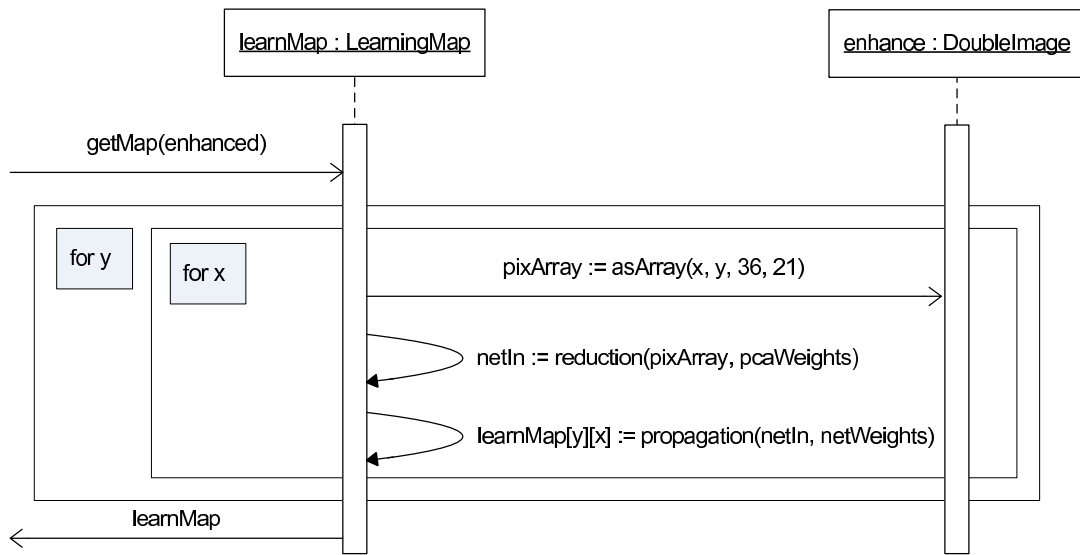 learnMap : LearningMap
enhance : DoubleImage
getMap(enhanced)
for y
for x
pixArray := asArray(x, y, 36, 21)
netIn := reduction(pixArray, pcaWeights)
learnMap[y][x] := propagation(netIn, netWeights)
learnMap